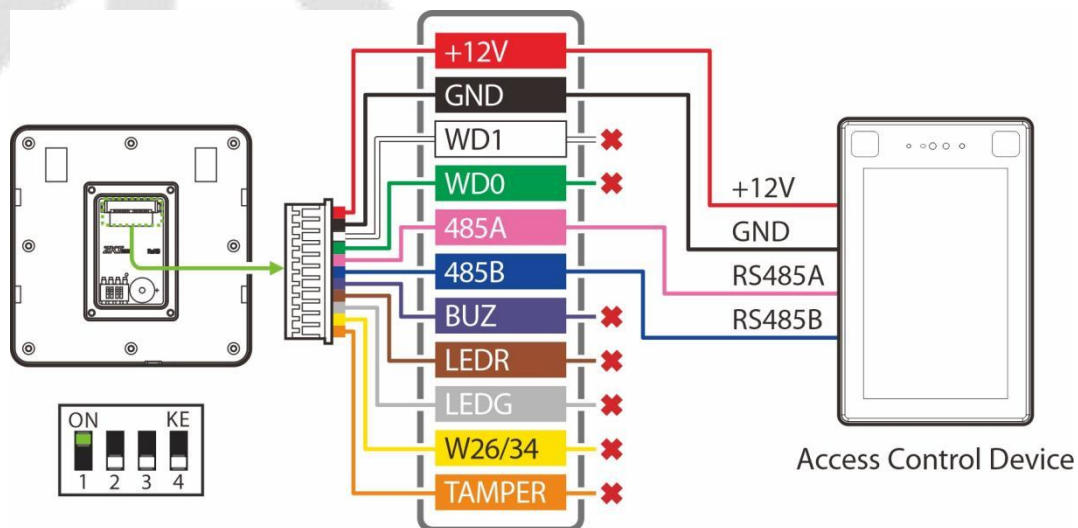 +12V
GND
WD1
WD0
485A
485B
BUZ
LEDR
LEDG
W26/34
TAMPER
+12V
GND
RS485A
RS485B
Access Control Device
ON KE
1 2 3 4